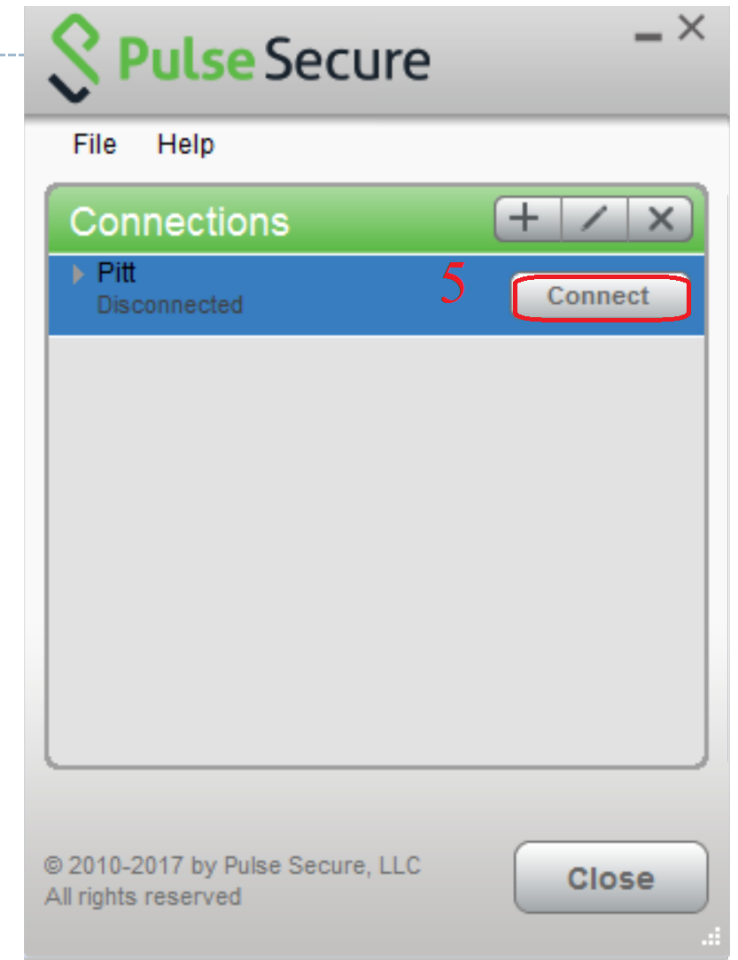 Pulse Secure
File Help
Connections
Pitt
Disconnected
5
Connect
© 2010-2017 by Pulse Secure, LLC
All rights reserved
Close